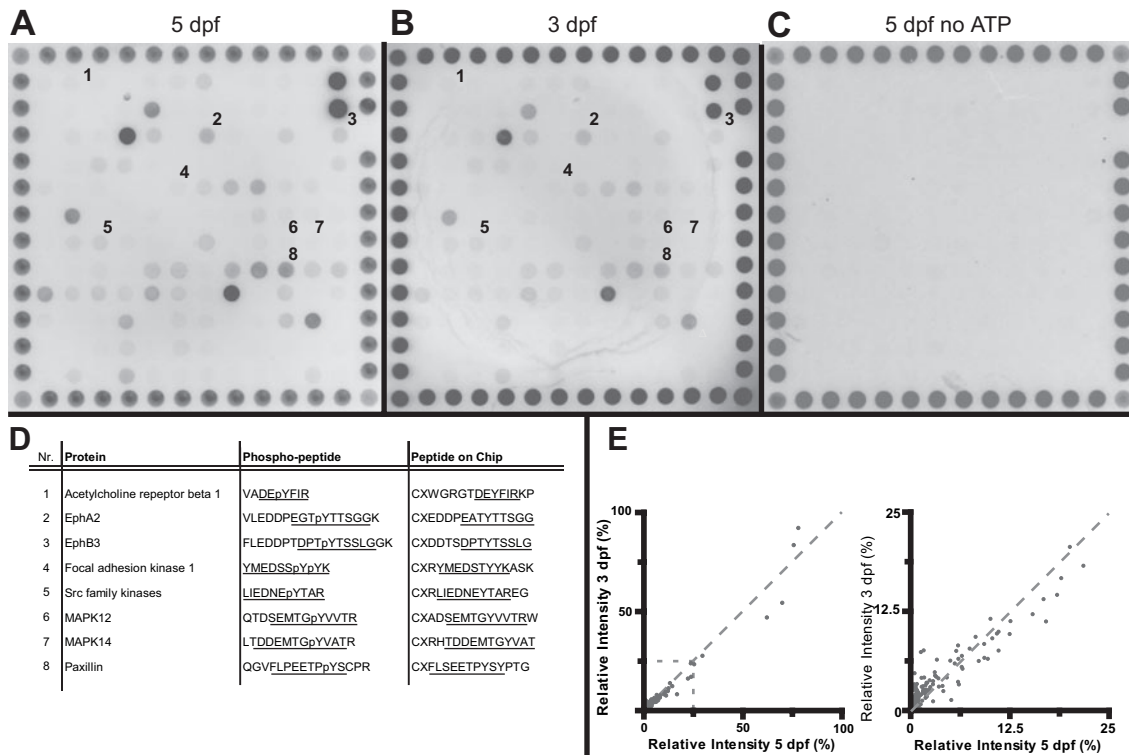 A 5 dpf
B 3 dpf
C 5 dpf no ATP
1
2
3
4
5
6
7
8
1
2
3
4
5
6
7
8
D
Nr. Protein Phospho-peptide Peptide on Chip
1 Acetylcholine repeptor beta 1 VADEpYFIR CXWGRGTDEYFIRKP
2 EphA2 VLEDDPEGTpYTTSGGK CXEDDPEATYTTSGG
3 EphB3 FLEDDPTDPTpYTSSLGGK CXDDTSDPTYTSSLG
4 Focal adhesion kinase 1 YMEDSSpYpYK CXRYMEDSTYYKASK
5 Src family kinases LIEDNEpYTAR CXRLIEDNEYTAREG
6 MAPK12 QTDSEMTGpYVVTR CXADSEMTGYVVTRW
7 MAPK14 LTDDEMTGpYVATR CXRHTDDEMTGYVAT
8 Paxillin QGVFLPEETPpYSCPR CXFLSEETPYSYPTG
E
Relative Intensity 3 dpf (%)
100
50
0
0 50 100
Relative Intensity 5 dpf (%)
Relative Intensity 3 dpf (%)
25
12.5
0
0 12.5 25
Relative Intensity 5 dpf (%)